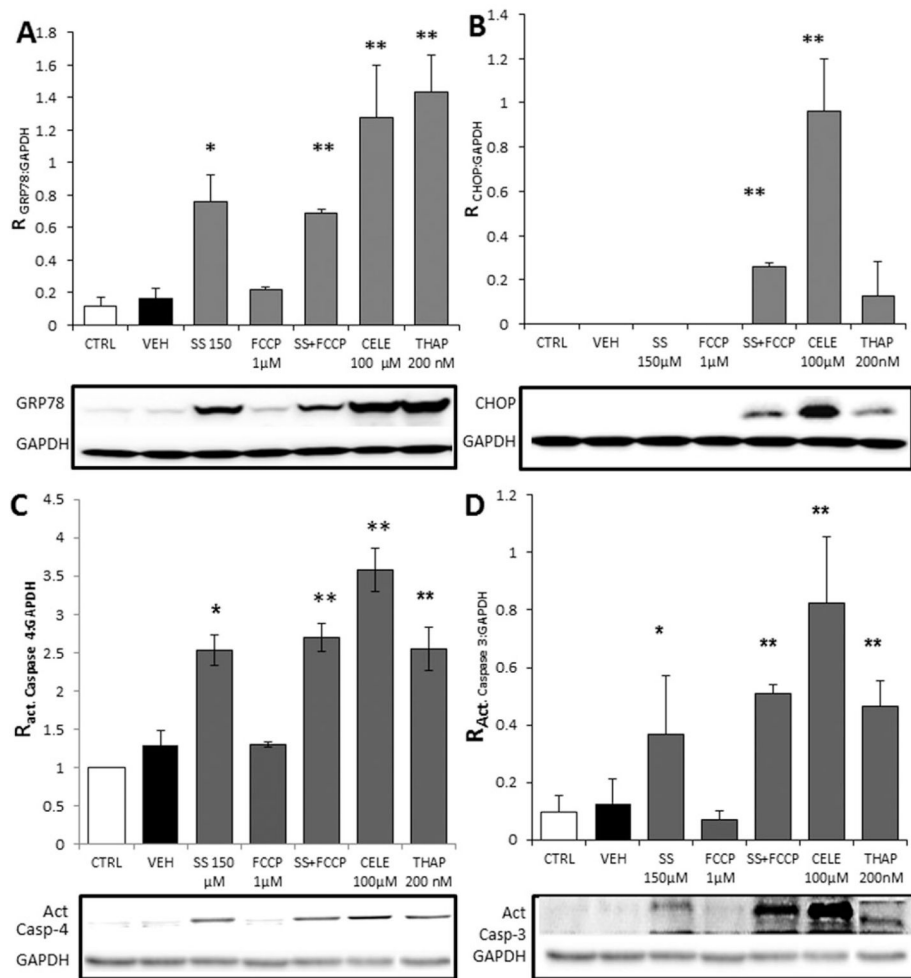 A
R GRP78:GAPDH
1.8
1.6
1.4
1.2
1
0.8
0.6
0.4
0.2
0
*
**
**
**
CTRL VEH SS 150 FCCP SS+FCCP CELE THAP
1µM 100 µM 200 nM
GRP78
GAPDH
B
R CHOP:GAPDH
1.4
1.2
1
0.8
0.6
0.4
0.2
0
**
**
CTRL VEH SS FCCP SS+FCCP CELE THAP
150µM 1µM 100µM 200nM
CHOP
GAPDH
C
Ract. Caspase 4:GAPDH
4.5
4
3.5
3
2.5
2
1.5
1
0.5
0
*
**
**
**
CTRL VEH SS 150 FCCP SS+FCCP CELE THAP
µM 1µM 100µM 200 nM
Act
Casp-4
GAPDH
D
RAct. Caspase 3:GAPDH
1.2
1
0.8
0.6
0.4
0.2
0
*
**
**
**
CTRL VEH SS FCCP SS+FCCP CELE THAP
150µM 1µM 100µM 200nM
Act
Casp-3
GAPDH